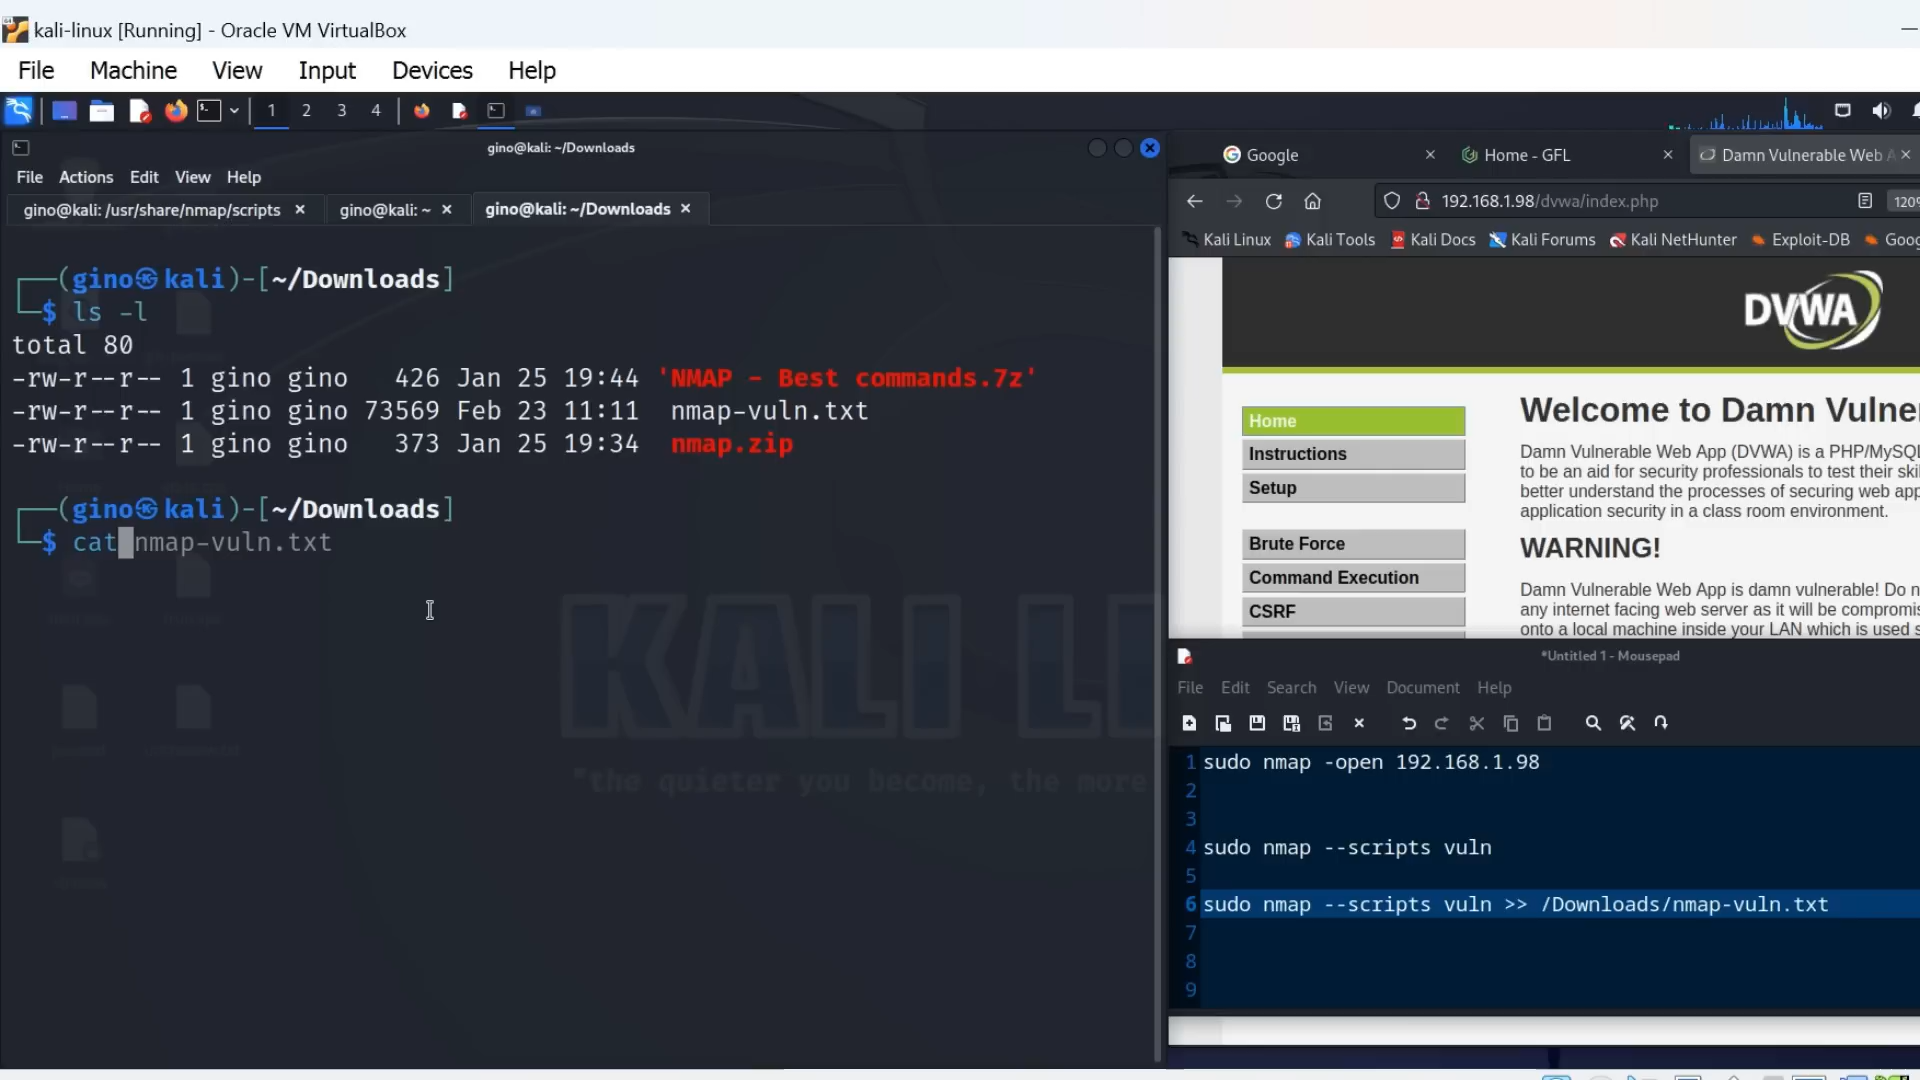 kali-linux [Running] - Oracle VM VirtualBox
File Machine View Input Devices Help
1 2 3 4
gino@kali: ~/Downloads
File Actions Edit View Help
gino@kali: /usr/share/nmap/scripts × gino@kali: ~ × gino@kali: ~/Downloads ×
(gino㉿kali)-[~/Downloads]
$ ls -l
total 80
-rw-r--r-- 1 gino gino 426 Jan 25 19:44 'NMAP - Best commands.7z'
-rw-r--r-- 1 gino gino 73569 Feb 23 11:11 nmap-vuln.txt
-rw-r--r-- 1 gino gino 373 Jan 25 19:34 nmap.zip
(gino㉿kali)-[~/Downloads]
$ cat nmap-vuln.txt
KALI
"the quieter you become, the more
Google × Home - GFL × Damn Vulnerable Web A ×
192.168.1.98/dvwa/index.php 120%
Kali Linux Kali Tools Kali Docs Kali Forums Kali NetHunter Exploit-DB Goog
DVWA
Home
Instructions
Setup
Brute Force
Command Execution
CSRF
Welcome to Damn Vulne
Damn Vulnerable Web App (DVWA) is a PHP/MySQL
to be an aid for security professionals to test their skil
better understand the processes of securing web app
application security in a class room environment.
WARNING!
Damn Vulnerable Web App is damn vulnerable! Do n
any internet facing web server as it will be compromis
onto a local machine inside your LAN which is used s
*Untitled 1 - Mousepad
File Edit Search View Document Help
1 sudo nmap -open 192.168.1.98
2
3
4 sudo nmap --scripts vuln
5
6 sudo nmap --scripts vuln >> /Downloads/nmap-vuln.txt
7
8
9